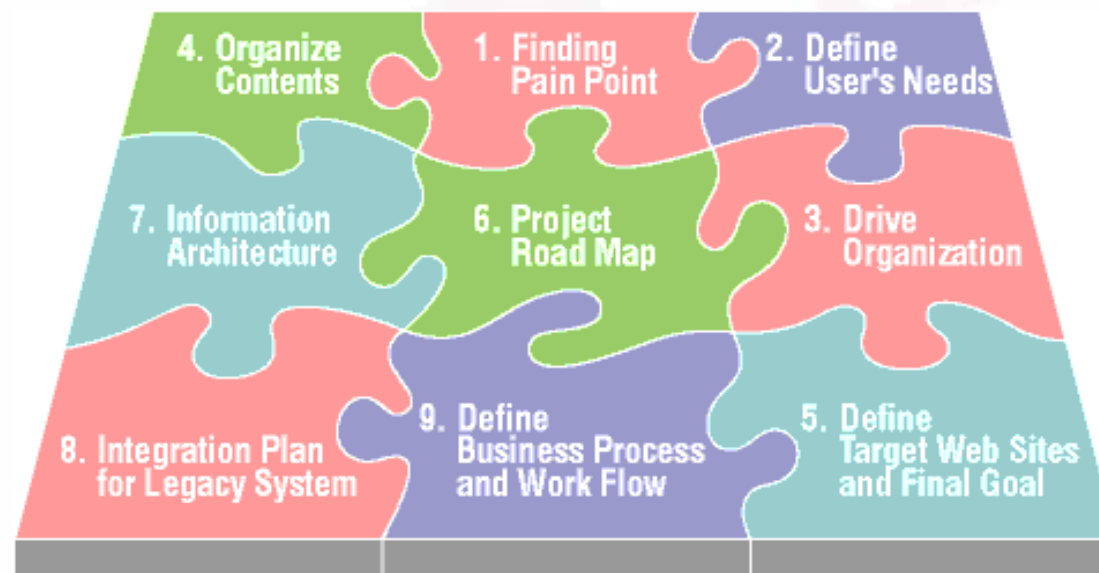 4. Organize
Contents
1. Finding
Pain Point
2. Define
User's Needs
7. Information
Architecture
6. Project
Road Map
3. Drive
Organization
8. Integration Plan
for Legacy System
9. Define
Business Process
and Work Flow
5. Define
Target Web Sites
and Final Goal